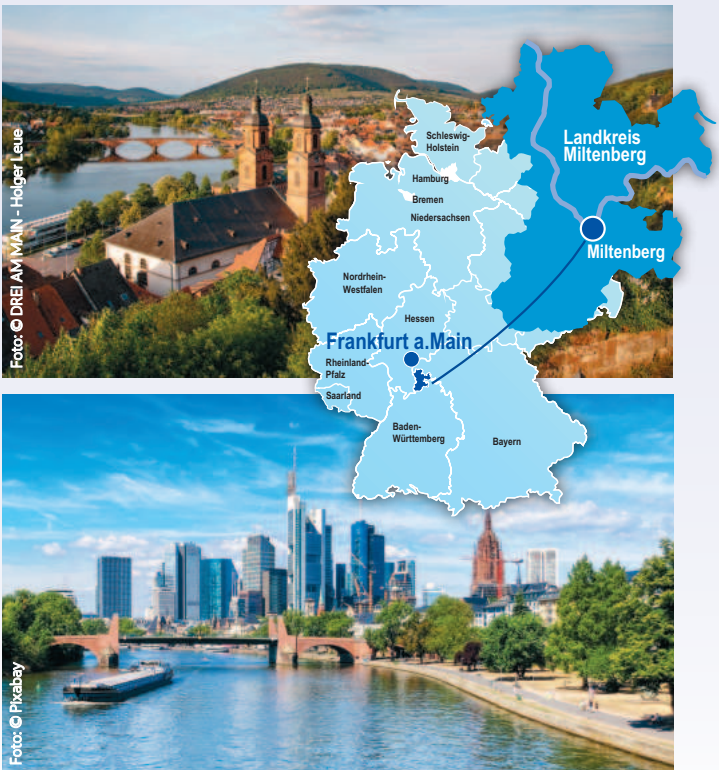 Foto: © DREI AM MAIN - Holger Leue
Schleswig-
Holstein
Hamburg
Bremen
Niedersachsen
Landkreis
Miltenberg
Miltenberg
Nordrhein-
Westfalen
Hessen
Frankfurt a.Main
Rheinland-
Pfalz
Saarland
Baden-
Württemberg
Bayern
Foto: © Pixabay